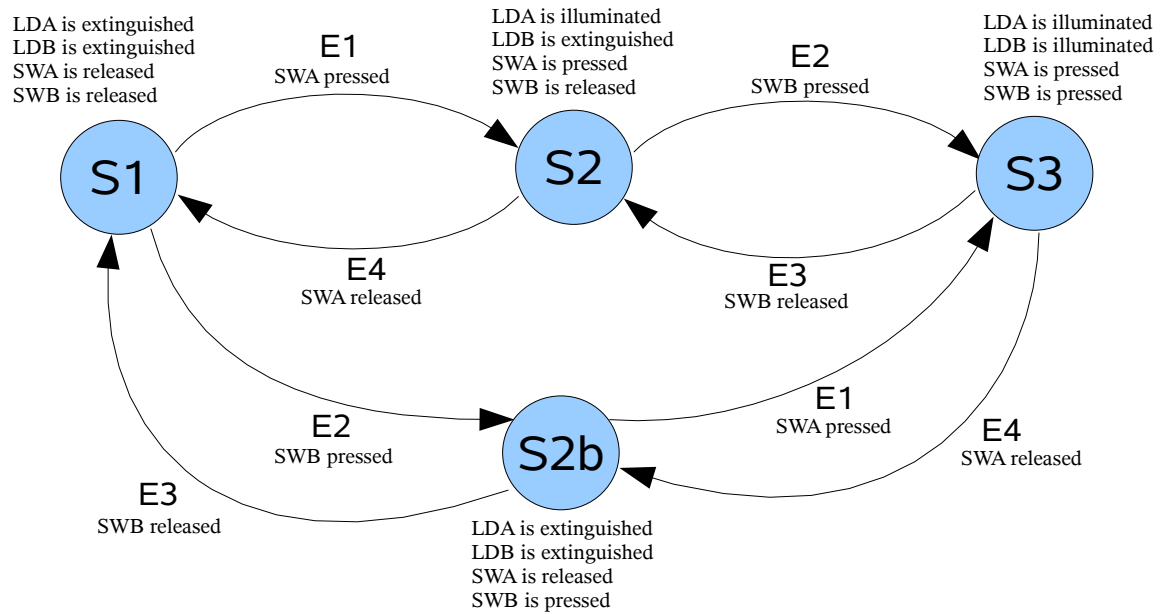 LDA is extinguished
LDB is extinguished
SWA is released
SWB is released
E1
SWA pressed
LDA is illuminated
LDB is extinguished
SWA is pressed
SWB is released
E2
SWB pressed
LDA is illuminated
LDB is illuminated
SWA is pressed
SWB is pressed
S1
S2
S3
E4
SWA released
E3
SWB released
E2
SWB pressed
S2b
E1
SWA pressed
E4
SWA released
E3
SWB released
LDA is extinguished
LDB is extinguished
SWA is released
SWB is pressed